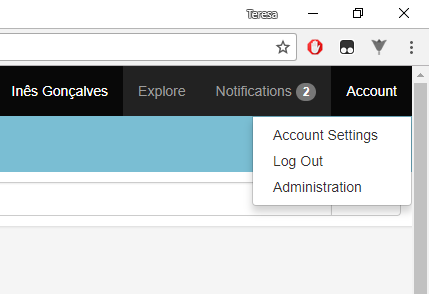 Teresa
Inês Gonçalves Explore Notifications 2 Account
Account Settings
Log Out
Administration